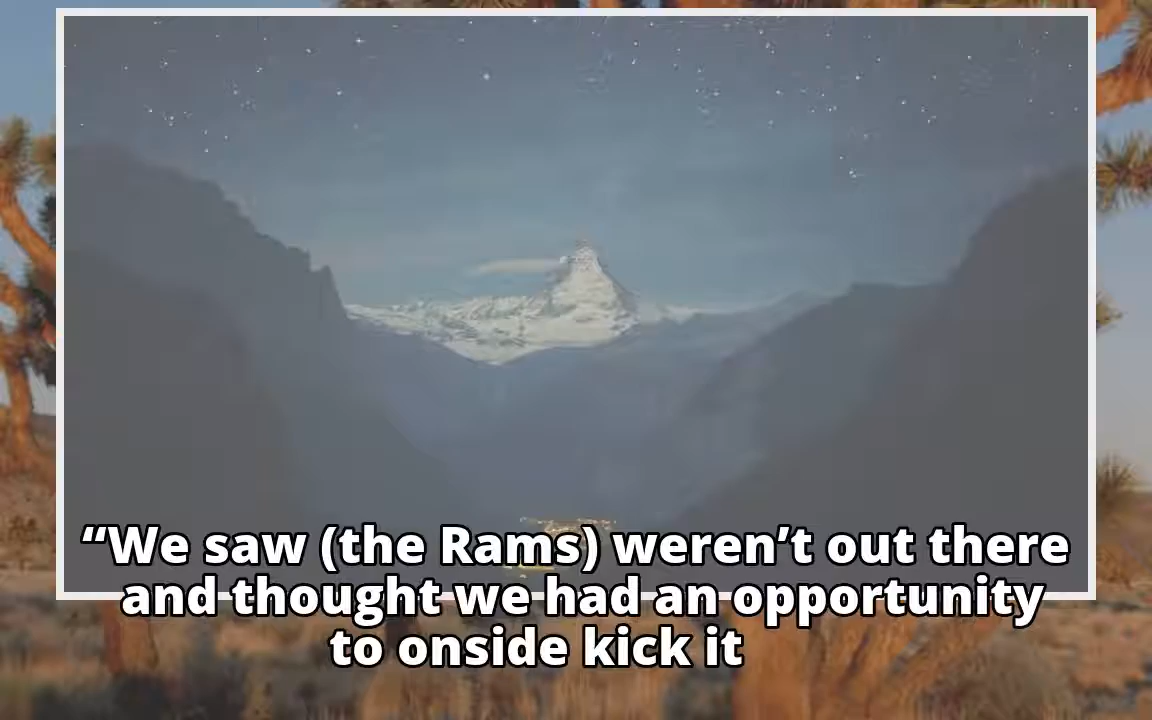 “We saw (the Rams) weren’t out there
and thought we had an opportunity
to onside kick it